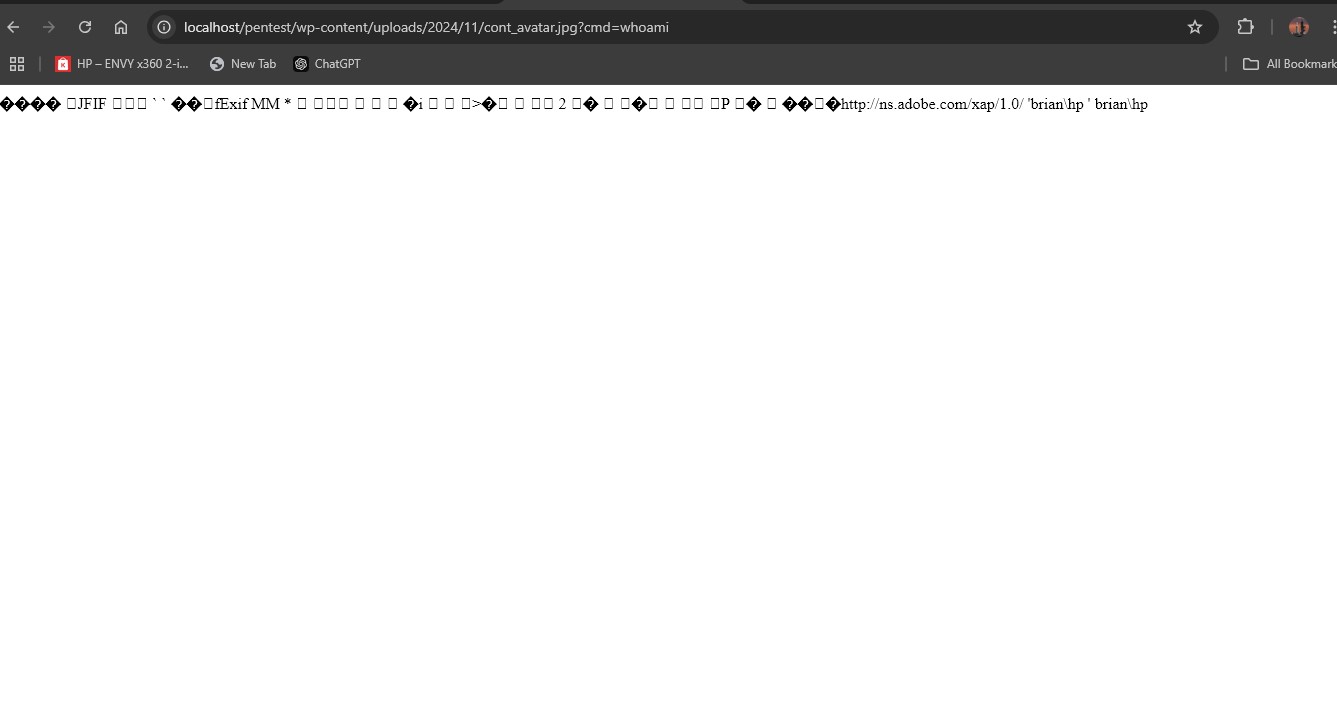 localhost/pentest/wp-content/uploads/2024/11/cont_avatar.jpg?cmd=whoami
HP – ENVY x360 2-i... New Tab ChatGPT All Bookmark
���� □JFIF □□□ ` ` ��□fExif MM * □ □□□ □ □ □ □ �i □ □ □>�□ □ □□ 2 □� □ □�□ □ □□ □P □� □ ��□�http://ns.adobe.com/xap/1.0/ 'brian\hp ' brian\hp